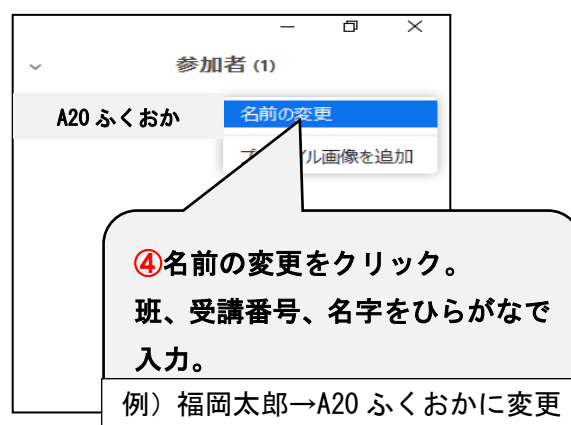 参加者 (1)
A20 ふくおか
名前の変更
ル画像を追加
④名前の変更をクリック。
班、受講番号、名字をひらがなで
入力。
例）福岡太郎→A20 ふくおかに変更